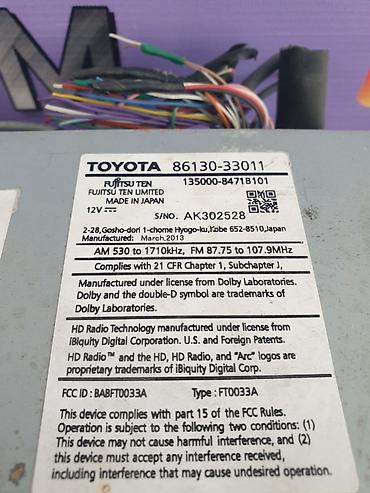 M
TOYOTA 86130-33011
FUJITSU TEN 135000-8471B101
FUJITSU TEN LIMITED
MADE IN JAPAN
12V S/NO. AK302528
2-28,Gosho-dori 1-chome Hyogo-ku,Kobe 652-8510,Japan
Manufactured: March,2013
AM 530 to 1710kHz, FM 87.75 to 107.9MHz
Complies with 21 CFR Chapter 1, Subchapter J,
Manufactured under license from Dolby Laboratories.
Dolby and the double-D symbol are trademarks of
Dolby Laboratories.
HD Radio Technology manufactured under license from
iBiquity Digital Corporation. U.S. and Foreign Patents.
HD Radio™ and the HD, HD Radio, and "Arc" logos are
proprietary trademarks of iBiquity Digital Corp.
FCC ID : BABFT0033A Type : FT0033A
This device complies with part 15 of the FCC Rules.
Operation is subject to the following two conditions: (1)
This device may not cause harmful interference, and (2)
this device must accept any interference received,
including interference that may cause undesired operation.